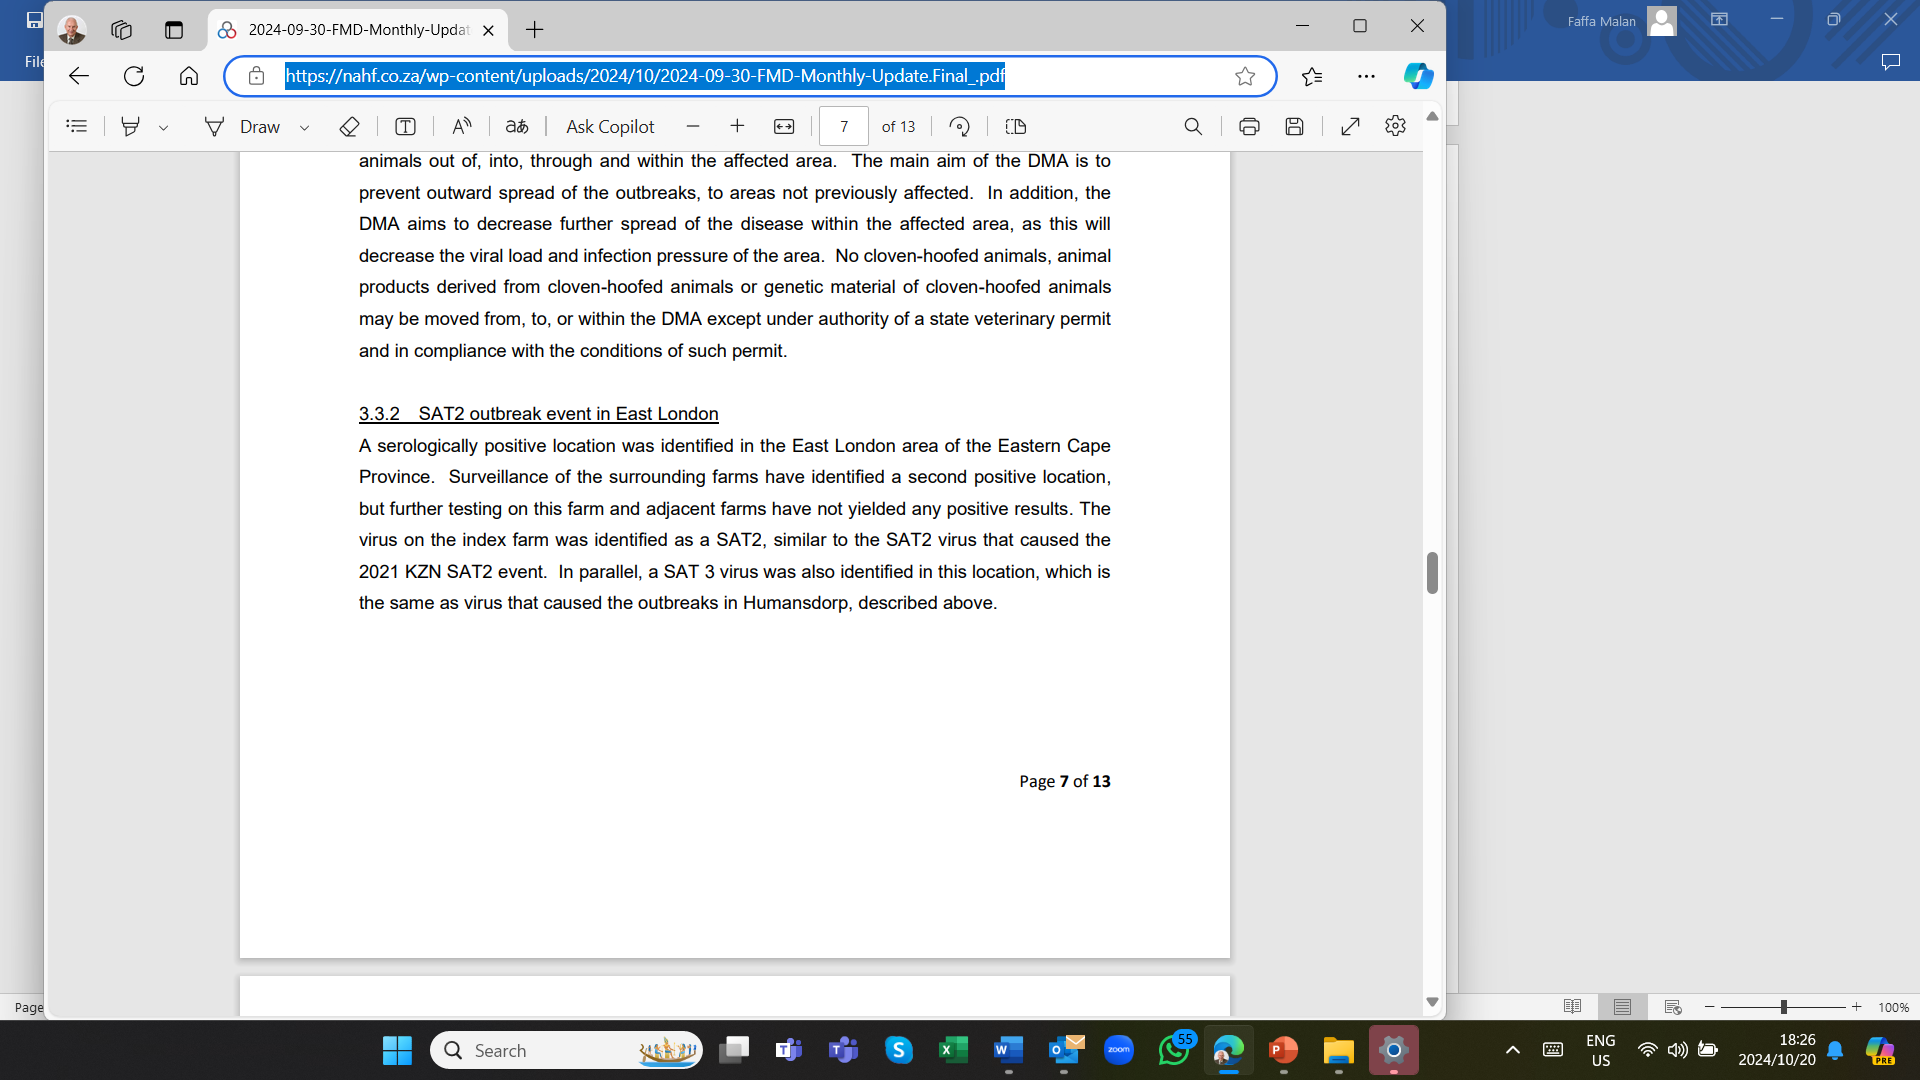 2024-09-30-FMD-Monthly-Updat
Faffa Malan
File
https://nahf.co.za/wp-content/uploads/2024/10/2024-09-30-FMD-Monthly-Update.Final_.pdf
Draw
T
aあ
Ask Copilot
7
of 13
animals out of, into, through and within the affected area. The main aim of the DMA is to
prevent outward spread of the outbreaks, to areas not previously affected. In addition, the
DMA aims to decrease further spread of the disease within the affected area, as this will
decrease the viral load and infection pressure of the area. No cloven-hoofed animals, animal
products derived from cloven-hoofed animals or genetic material of cloven-hoofed animals
may be moved from, to, or within the DMA except under authority of a state veterinary permit
and in compliance with the conditions of such permit.
3.3.2 SAT2 outbreak event in East London
A serologically positive location was identified in the East London area of the Eastern Cape
Province. Surveillance of the surrounding farms have identified a second positive location,
but further testing on this farm and adjacent farms have not yielded any positive results. The
virus on the index farm was identified as a SAT2, similar to the SAT2 virus that caused the
2021 KZN SAT2 event. In parallel, a SAT 3 virus was also identified in this location, which is
the same as virus that caused the outbreaks in Humansdorp, described above.
Page 7 of 13
Page
100%
Search
zoom
55
ENG
US
18:26
2024/10/20
PRE